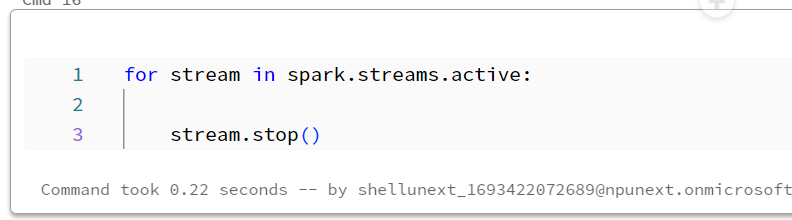 Cmd 16
1 for stream in spark.streams.active:
2
3     stream.stop()
Command took 0.22 seconds -- by shellunext_1693422072689@npunext.onmicrosoft